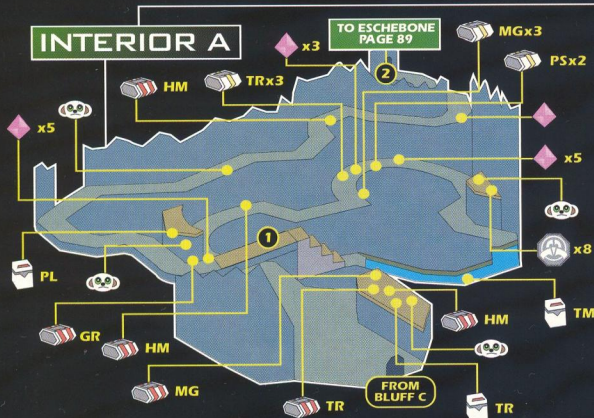 INTERIOR A
TO ESCHEBONE
PAGE 89
MGx3
x3
PSx2
HM
TRx3
2
x5
x5
1
x8
PL
TM
GR
HM
HM
MG
FROM
BLUFF C
TR
TR